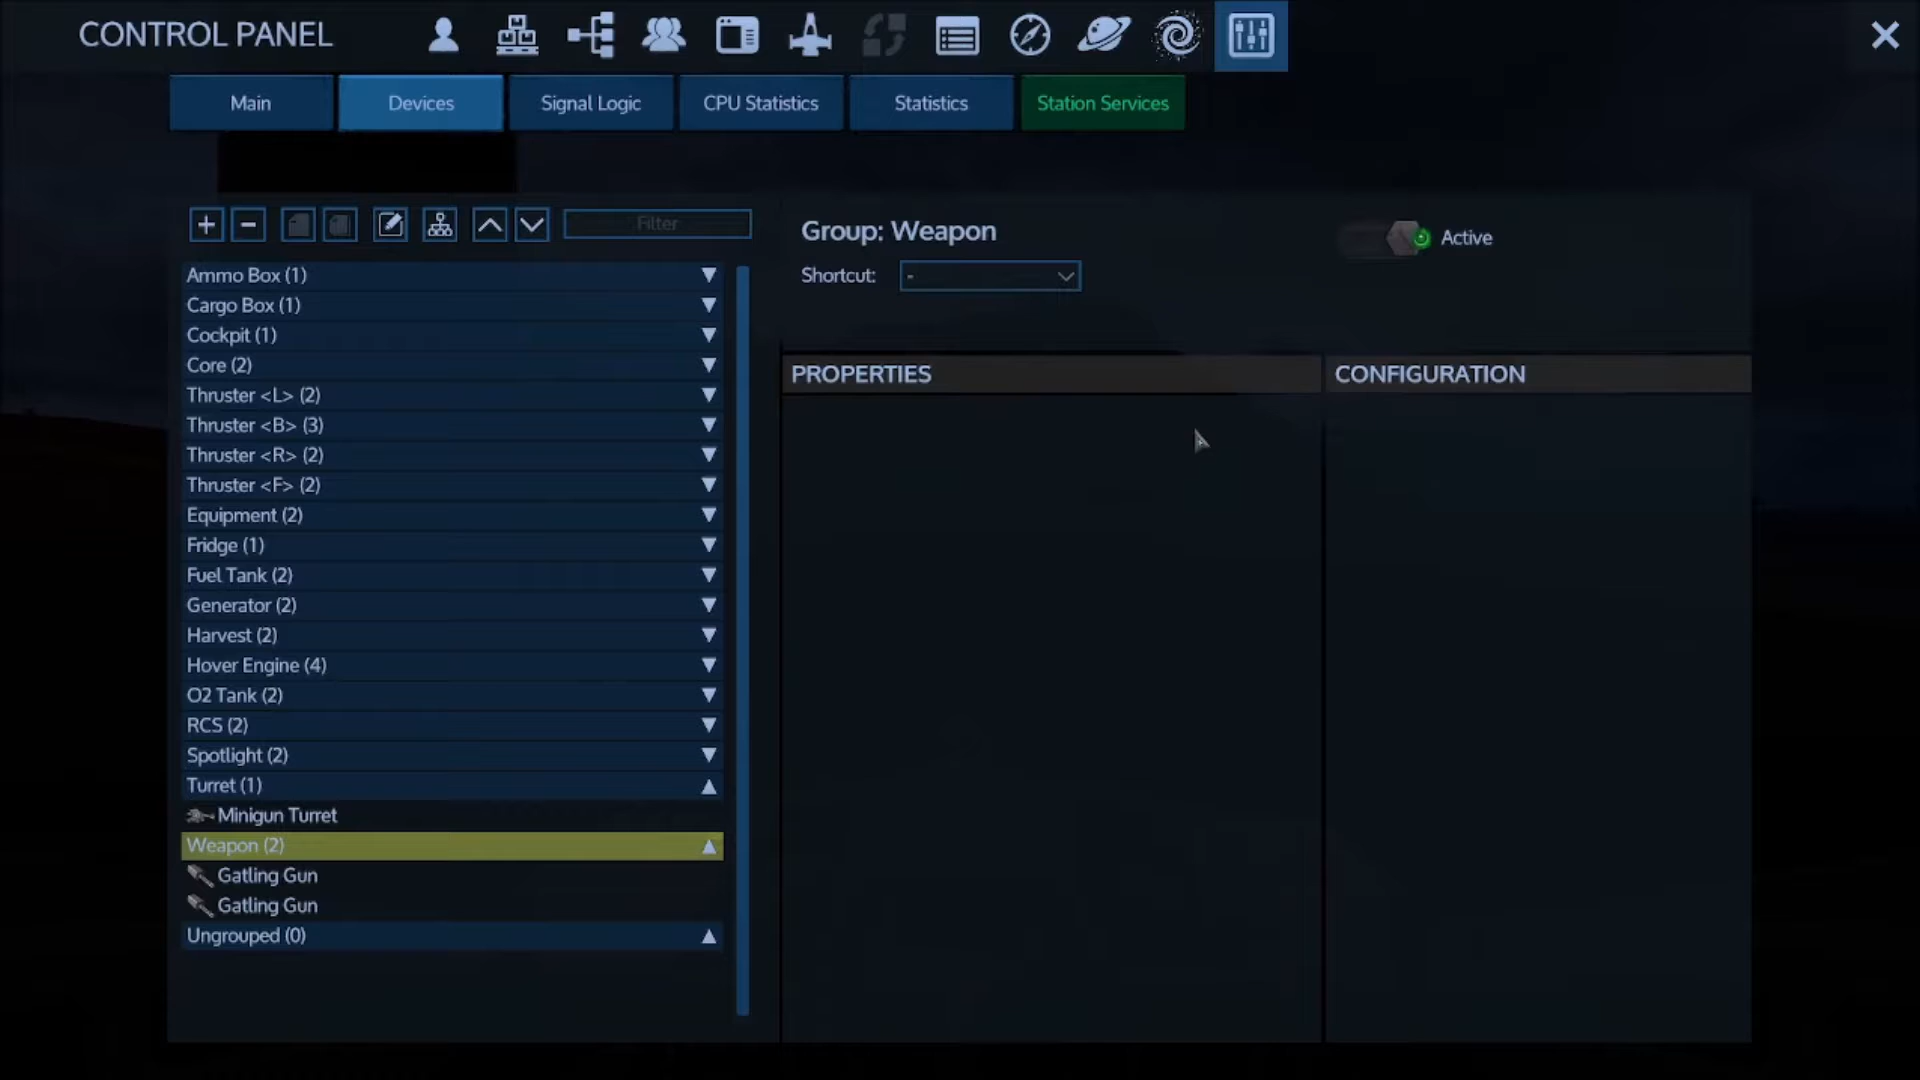 CONTROL PANEL
Main
Devices
Signal Logic
CPU Statistics
Statistics
Station Services
Filter
Ammo Box (1)
Cargo Box (1)
Cockpit (1)
Core (2)
Thruster <L> (2)
Thruster <B> (3)
Thruster <R> (2)
Thruster <F> (2)
Equipment (2)
Fridge (1)
Fuel Tank (2)
Generator (2)
Harvest (2)
Hover Engine (4)
O2 Tank (2)
RCS (2)
Spotlight (2)
Turret (1)
Minigun Turret
Weapon (2)
Gatling Gun
Gatling Gun
Ungrouped (0)
Group: Weapon
Active
Shortcut: -
PROPERTIES
CONFIGURATION